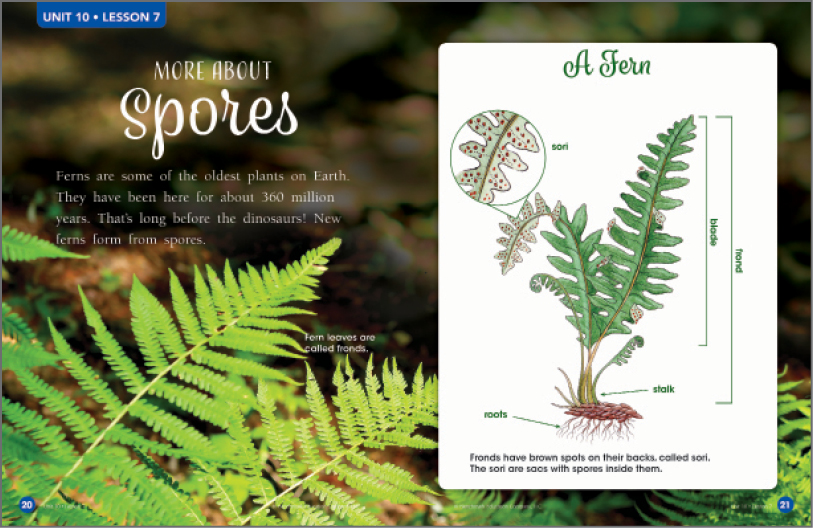 UNIT 10 • LESSON 7
MORE ABOUT
Spores
Ferns are some of the oldest plants on Earth.
They have been here for about 360 million
years. That's long before the dinosaurs! New
ferns form from spores.
Fern leaves are
called fronds.
20
A Fern
sori
blade
frond
stalk
roots
Fronds have brown spots on their backs, called sori.
The sori are sacs with spores inside them.
21